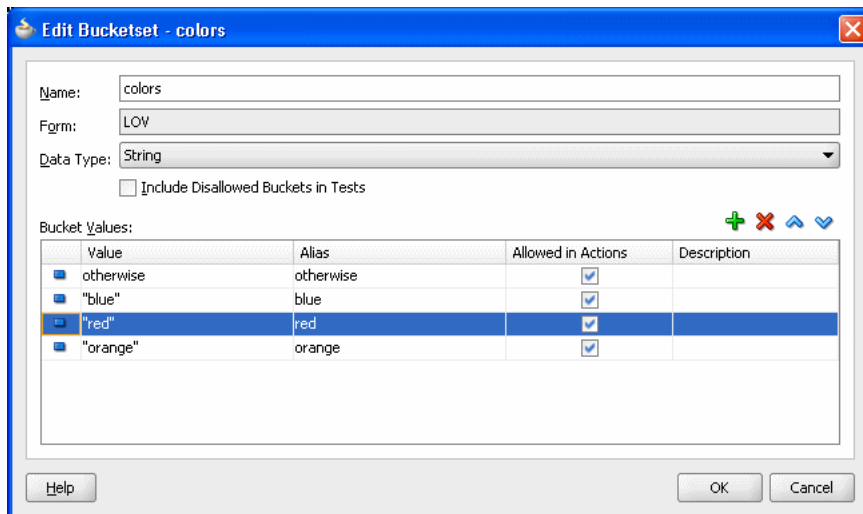 Edit Bucketset - colors
Name: colors
Form: LOV
Data Type: String
Include Disallowed Buckets in Tests
Bucket Values:
Value Alias Allowed in Actions Description
otherwise otherwise
"blue" blue
"red" red
"orange" orange
Help OK Cancel